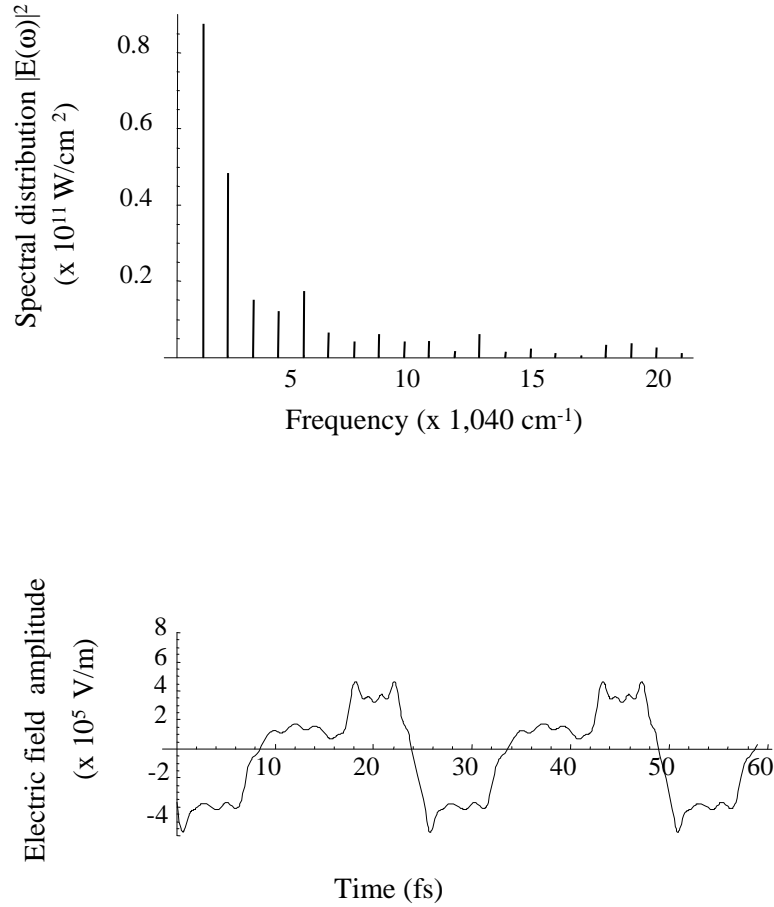 Spectral distribution |E(ω)|²
(x 10¹¹ W/cm ²)
0.8
0.6
0.4
0.2
5 10 15 20
Frequency (x 1,040 cm⁻¹)
Electric field amplitude
(x 10⁵ V/m)
8
6
4
2
-2
-4
10 20 30 40 50 60
Time (fs)